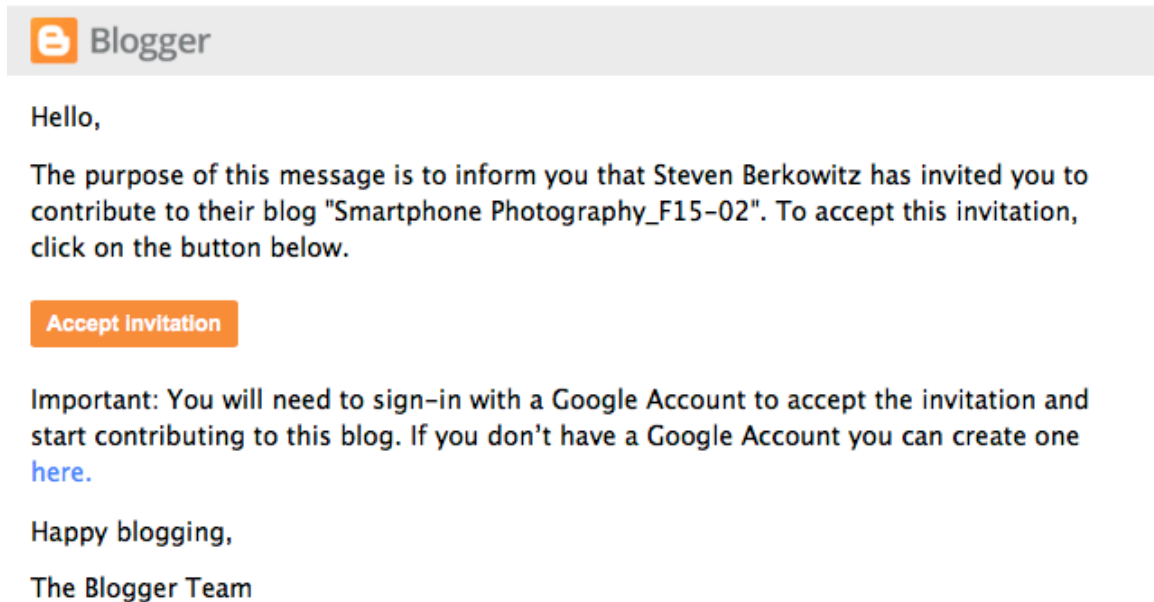 Blogger
Hello,
The purpose of this message is to inform you that Steven Berkowitz has invited you to
contribute to their blog "Smartphone Photography_F15-02". To accept this invitation,
click on the button below.
Accept invitation
Important: You will need to sign-in with a Google Account to accept the invitation and
start contributing to this blog. If you don’t have a Google Account you can create one
here.
Happy blogging,
The Blogger Team